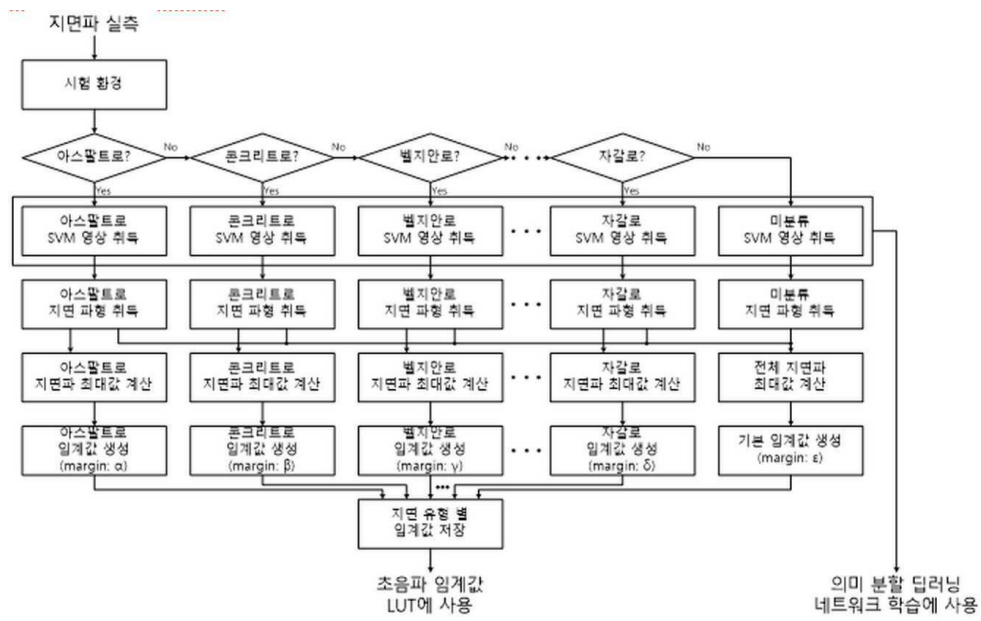 지면파 실측
시험 환경
아스팔트로?
No
콘크리트로?
No
벨지안로?
No
자갈로?
No
Yes
Yes
Yes
Yes
아스팔트로
SVM 영상 취득
콘크리트로
SVM 영상 취득
벨지안로
SVM 영상 취득
자갈로
SVM 영상 취득
미분류
SVM 영상 취득
아스팔트로
지면 파형 취득
콘크리트로
지면 파형 취득
벨지안로
지면 파형 취득
자갈로
지면 파형 취득
미분류
지면 파형 취득
아스팔트로
지면파 최대값 계산
콘크리트로
지면파 최대값 계산
벨지안로
지면파 최대값 계산
자갈로
지면파 최대값 계산
전체 지면파
최대값 계산
아스팔트로
임계값 생성
(margin: α)
콘크리트로
임계값 생성
(margin: β)
벨지안로
임계값 생성
(margin: γ)
자갈로
임계값 생성
(margin: δ)
기본 임계값 생성
(margin: ε)
지면 유형 별
임계값 저장
초음파 임계값
LUT에 사용
의미 분할 딥러닝
네트워크 학습에 사용